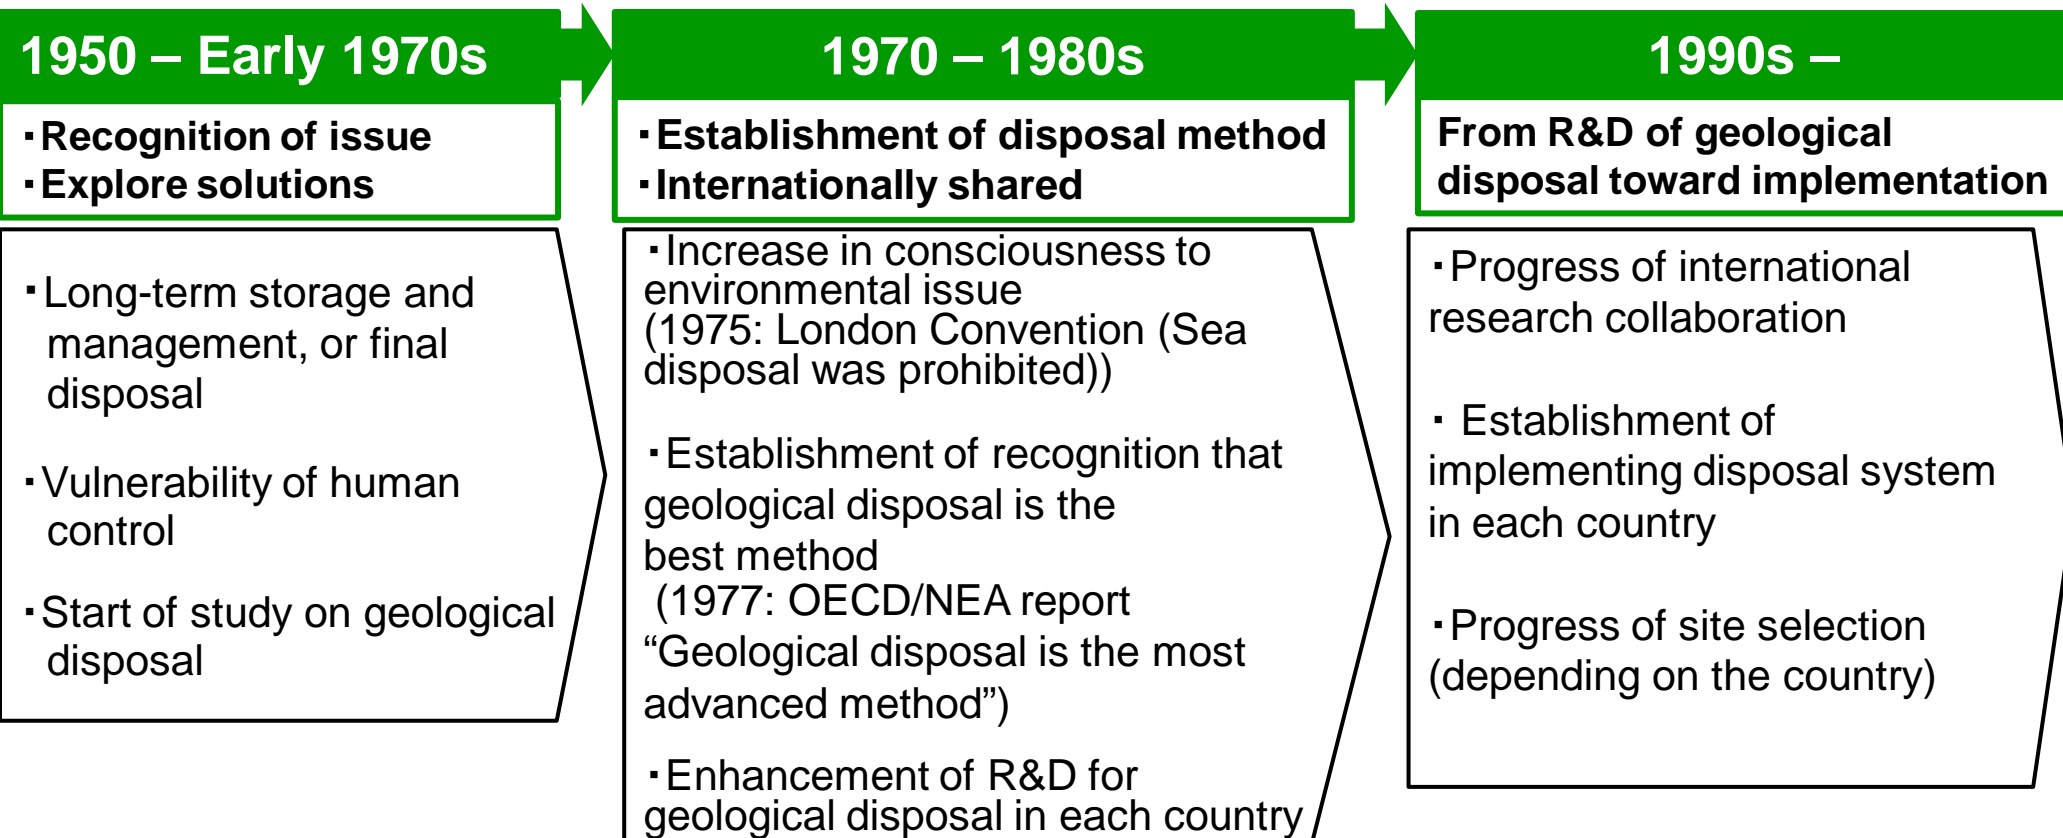 1950 – Early 1970s
・Recognition of issue
・Explore solutions
・Long-term storage and
management, or final
disposal
・Vulnerability of human
control
・Start of study on geological
disposal
1970 – 1980s
・Establishment of disposal method
・Internationally shared
・Increase in consciousness to
environmental issue
(1975: London Convention (Sea
disposal was prohibited))
・Establishment of recognition that
geological disposal is the
best method
(1977: OECD/NEA report
“Geological disposal is the most
advanced method”)
・Enhancement of R&D for
geological disposal in each country
1990s –
From R&D of geological
disposal toward implementation
・Progress of international
research collaboration
・ Establishment of
implementing disposal system
in each country
・Progress of site selection
(depending on the country)